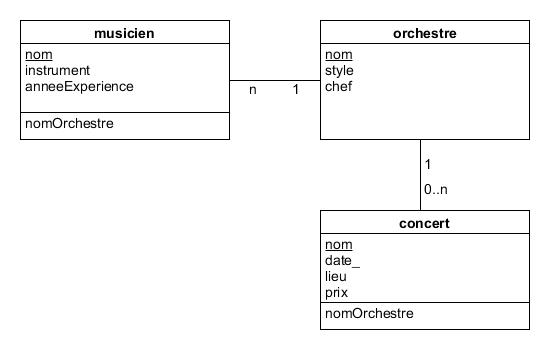 musicien
nom
instrument
anneeExperience
nomOrchestre
n
1
orchestre
nom
style
chef
1
0..n
concert
nom
date_
lieu
prix
nomOrchestre